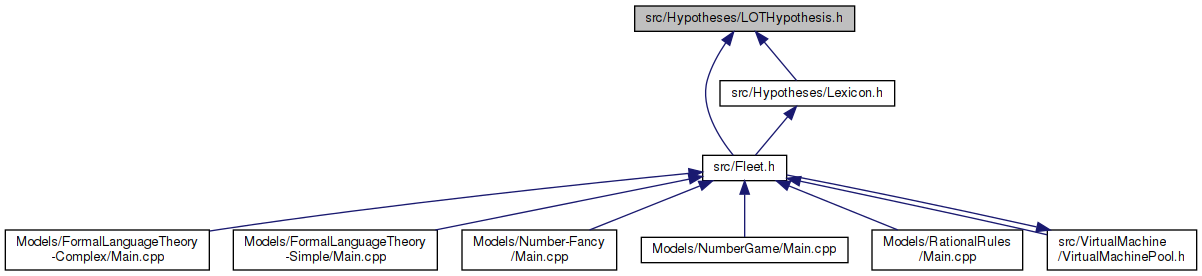 src/Hypotheses/LOTHypothesis.h
src/Hypotheses/Lexicon.h
src/Fleet.h
Models/FormalLanguageTheory
-Complex/Main.cpp
Models/FormalLanguageTheory
-Simple/Main.cpp
Models/Number-Fancy
/Main.cpp
Models/NumberGame/Main.cpp
Models/RationalRules
/Main.cpp
src/VirtualMachine
/VirtualMachinePool.h